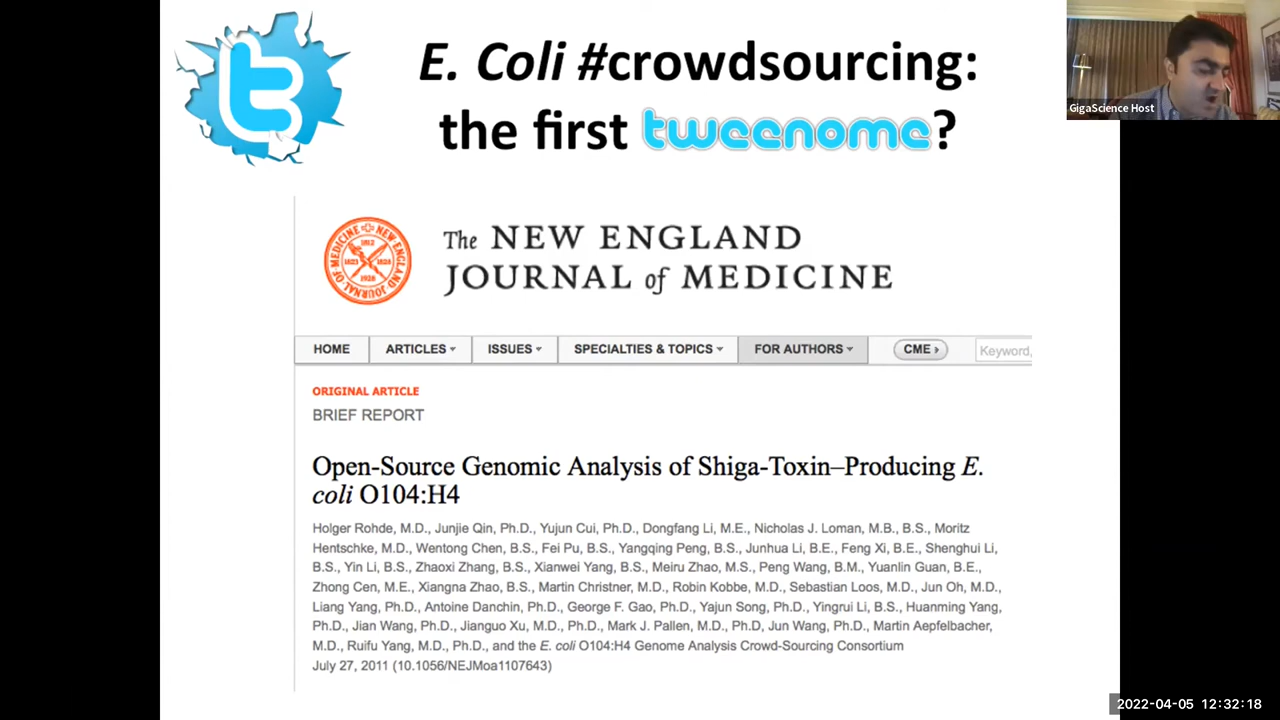 E. Coli #crowdsourcing:
the first tweenome?
GigaScience Host
The NEW ENGLAND
JOURNAL of MEDICINE
HOME ARTICLES ISSUES SPECIALTIES & TOPICS FOR AUTHORS CME Keyword,
ORIGINAL ARTICLE
BRIEF REPORT
Open-Source Genomic Analysis of Shiga-Toxin–Producing E.
coli O104:H4
Holger Rohde, M.D., Junjie Qin, Ph.D., Yujun Cui, Ph.D., Dongfang Li, M.E., Nicholas J. Loman, M.B., B.S., Moritz
Hentschke, M.D., Wentong Chen, B.S., Fei Pu, B.S., Yangqing Peng, B.S., Junhua Li, B.E., Feng Xi, B.E., Shenghui Li,
B.S., Yin Li, B.S., Zhaoxi Zhang, B.S., Xianwei Yang, B.S., Meiru Zhao, M.S., Peng Wang, B.M., Yuanlin Guan, B.E.,
Zhong Cen, M.E., Xiangna Zhao, B.S., Martin Christner, M.D., Robin Kobbe, M.D., Sebastian Loos, M.D., Jun Oh, M.D.,
Liang Yang, Ph.D., Antoine Danchin, Ph.D., George F. Gao, Ph.D., Yajun Song, Ph.D., Yingrui Li, B.S., Huanming Yang,
Ph.D., Jian Wang, Ph.D., Jianguo Xu, M.D., Ph.D., Mark J. Pallen, M.D., Ph.D, Jun Wang, Ph.D., Martin Aepfelbacher,
M.D., Ruifu Yang, M.D., Ph.D., and the E. coli O104:H4 Genome Analysis Crowd-Sourcing Consortium
July 27, 2011 (10.1056/NEJMoa1107643)
2022-04-05 12:32:18